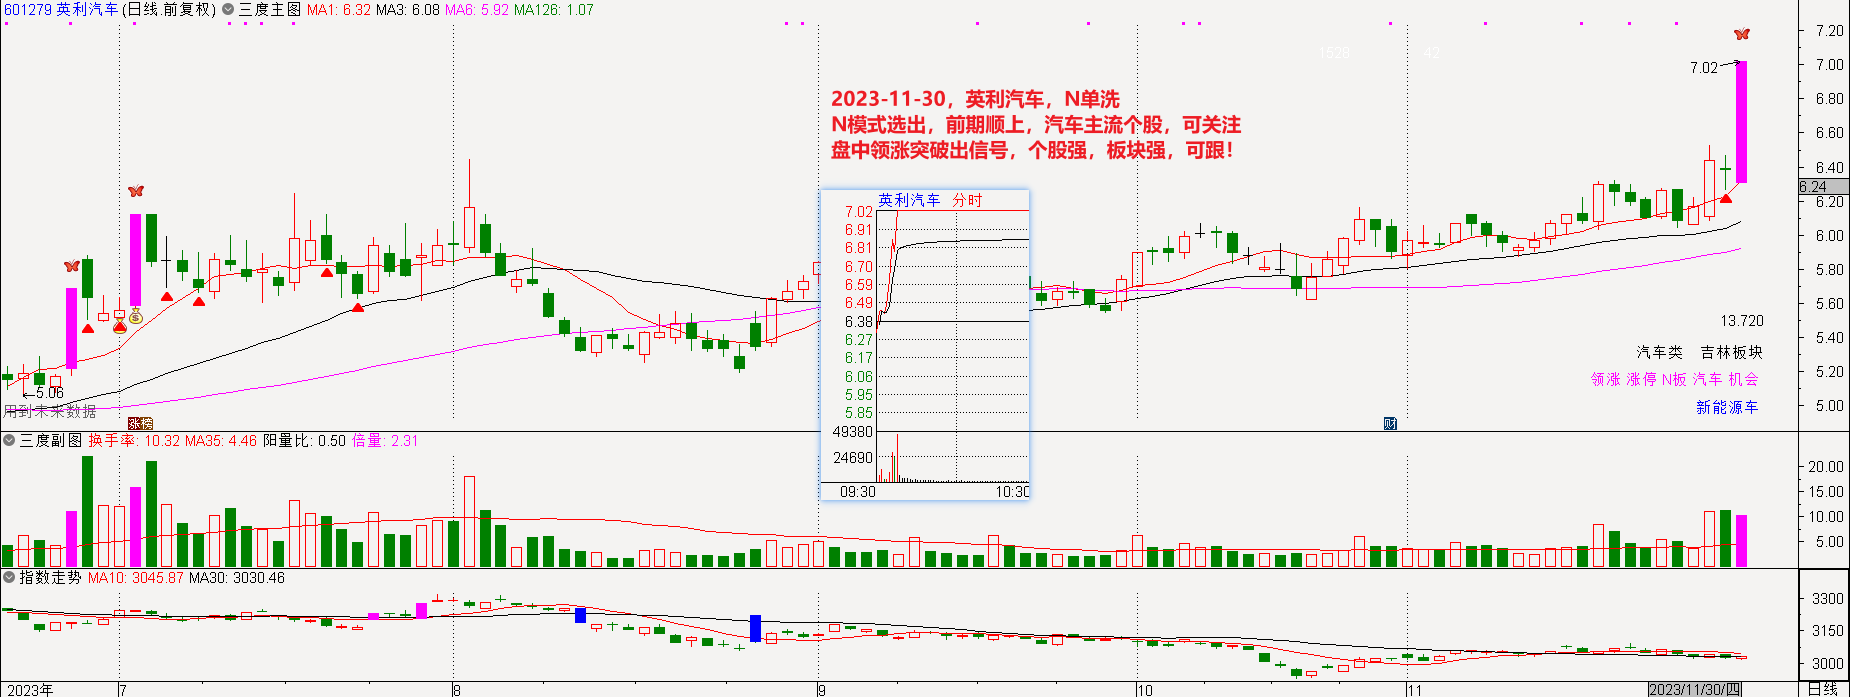 601279 英利汽车 (日线.前复权) 三度主图 MA1: 6.32 MA3: 6.08 MA6: 5.92 MA126: 1.07
1528 42
7.20
7.02
7.00
6.80
6.60
6.40
6.24
6.20
6.00
5.80
5.60
5.40
5.20
5.00
2023-11-30，英利汽车，N单洗
N模式选出，前期顺上，汽车主流个股，可关注
盘中领涨突破出信号，个股强，板块强，可跟！
英利汽车 分时
7.02
6.91
6.81
6.70
6.59
6.49
6.38
6.27
6.17
6.06
5.95
5.85
49380
24690
09:30 10:30
13.720
汽车类 吉林板块
领涨 涨停 N板 汽车 机会
新能源车
←5.06
用到未来数据
涨榜
财
三度副图 换手率: 10.32 MA35: 4.46 阳量比: 0.50 倍量: 2.31
20.00
15.00
10.00
5.00
指数走势 MA10: 3045.87 MA30: 3030.46
3300
3150
3000
2023年 7 8 9 10 11 2023/11/30/四 日线